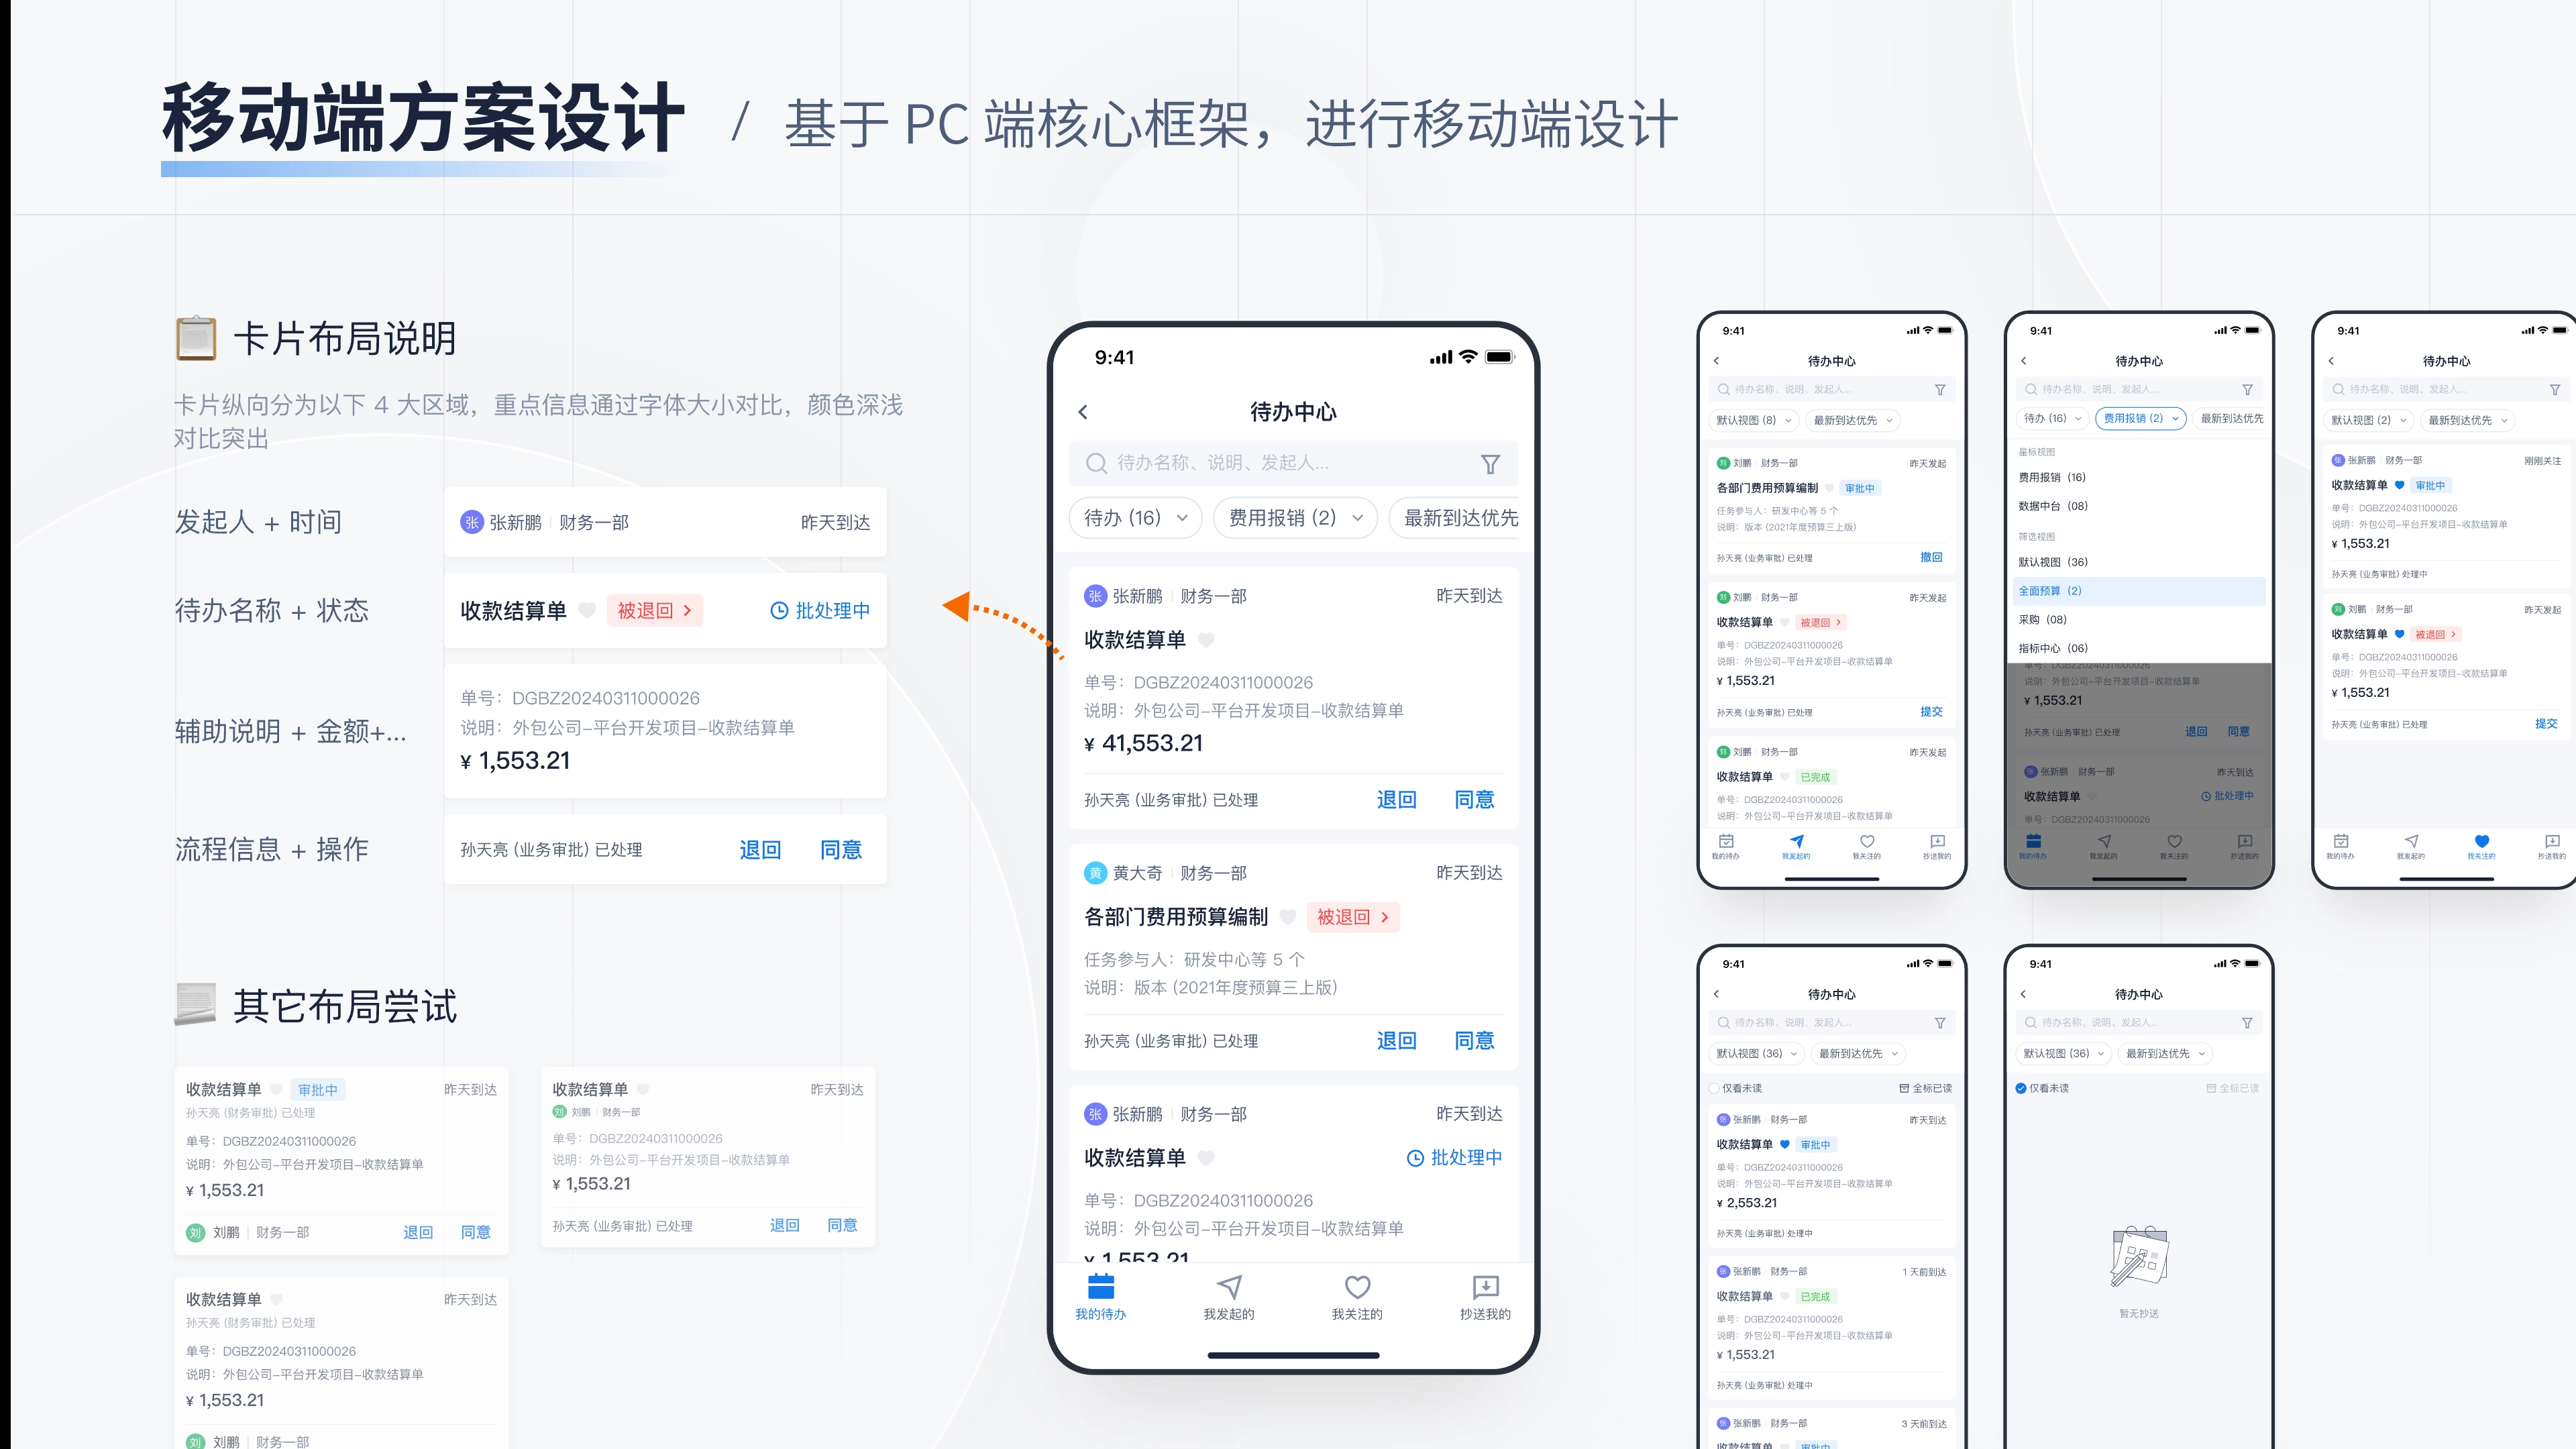 移动端方案设计 / 基于 PC 端核心框架，进行移动端设计
卡片布局说明
卡片纵向分为以下 4 大区域，重点信息通过字体大小对比，颜色深浅
对比突出
发起人 + 时间
张 张新鹏 财务一部 昨天到达
待办名称 + 状态
收款结算单 被退回 批处理中
辅助说明 + 金额+...
单号：DGBZ20240311000026
说明：外包公司-平台开发项目-收款结算单
¥ 1,553.21
流程信息 + 操作
孙天亮 (业务审批) 已处理 退回 同意
其它布局尝试
收款结算单 审批中 昨天到达
孙天亮 (财务审批) 已处理
单号：DGBZ20240311000026
说明：外包公司-平台开发项目-收款结算单
¥ 1,553.21
刘 刘鹏 财务一部 退回 同意
收款结算单 昨天到达
刘 刘鹏 财务一部
单号：DGBZ20240311000026
说明：外包公司-平台开发项目-收款结算单
¥ 1,553.21
孙天亮 (业务审批) 已处理 退回 同意
收款结算单 昨天到达
孙天亮 (财务审批) 已处理
单号：DGBZ20240311000026
说明：外包公司-平台开发项目-收款结算单
¥ 1,553.21
刘 刘鹏 财务一部
9:41
待办中心
待办名称、说明、发起人...
待办 (16) 费用报销 (2) 最新到达优先
张 张新鹏 财务一部 昨天到达
收款结算单
单号：DGBZ20240311000026
说明：外包公司-平台开发项目-收款结算单
¥ 41,553.21
孙天亮 (业务审批) 已处理 退回 同意
黄 黄大奇 财务一部 昨天到达
各部门费用预算编制 被退回
任务参与人：研发中心等 5 个
说明：版本 (2021年度预算三上版)
孙天亮 (业务审批) 已处理 退回 同意
张 张新鹏 财务一部 昨天到达
收款结算单 批处理中
单号：DGBZ20240311000026
说明：外包公司-平台开发项目-收款结算单
¥ 1,553.21
我的待办 我发起的 我关注的 抄送我的
9:41
待办中心
待办名称、说明、发起人...
默认视图 (8) 最新到达优先
刘 刘鹏 财务一部 昨天发起
各部门费用预算编制 审批中
任务参与人：研发中心等 5 个
说明：版本 (2021年度预算三上版)
孙天亮 (业务审批) 已处理 撤回
刘 刘鹏 财务一部 昨天发起
收款结算单 被退回
单号：DGBZ20240311000026
说明：外包公司-平台开发项目-收款结算单
¥ 1,553.21
孙天亮 (业务审批) 已处理 提交
刘 刘鹏 财务一部 昨天发起
收款结算单 已完成
单号：DGBZ20240311000026
说明：外包公司-平台开发项目-收款结算单
我的待办 我发起的 我关注的 抄送我的
9:41
待办中心
待办名称、说明、发起人...
待办 (16) 费用报销 (2) 最新到达优先
星标视图
费用报销 (16)
数据中台 (08)
筛选视图
默认视图 (36)
全面预算 (2)
采购 (08)
指标中心 (06)
单号：DGBZ20240311000026
说明：外包公司-平台开发项目-收款结算单
¥ 1,553.21
孙天亮 (业务审批) 已处理 退回 同意
张 张新鹏 财务一部 昨天到达
收款结算单 批处理中
单号：DGBZ20240311000026
我的待办 我发起的 我关注的 抄送我的
9:41
待办中心
待办名称、说明、发起人...
默认视图 (2) 最新到达优先
张 张新鹏 财务一部 刚刚关注
收款结算单 审批中
单号：DGBZ20240311000026
说明：外包公司-平台开发项目-收款结算单
¥ 1,553.21
孙天亮 (业务审批) 处理中
刘 刘鹏 财务一部 昨天发起
收款结算单 被退回
单号：DGBZ20240311000026
说明：外包公司-平台开发项目-收款结算单
¥ 1,553.21
孙天亮 (业务审批) 已处理 提交
我的待办 我发起的 我关注的 抄送我的
9:41
待办中心
待办名称、说明、发起人...
默认视图 (36) 最新到达优先
仅看未读 全标已读
张 张新鹏 财务一部 昨天到达
收款结算单 审批中
单号：DGBZ20240311000026
说明：外包公司-平台开发项目-收款结算单
¥ 2,553.21
孙天亮 (业务审批) 处理中
张 张新鹏 财务一部 1 天前到达
收款结算单 已完成
单号：DGBZ20240311000026
说明：外包公司-平台开发项目-收款结算单
¥ 1,553.21
孙天亮 (业务审批) 处理中
张 张新鹏 财务一部 3 天前到达
收款结算单 审批中
9:41
待办中心
待办名称、说明、发起人...
默认视图 (36) 最新到达优先
仅看未读 全标已读
暂无抄送